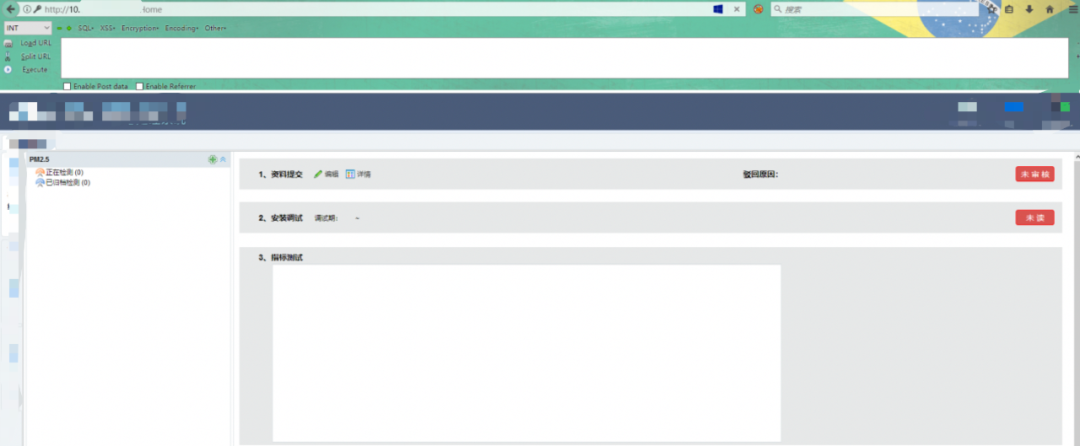 http://10. Home
搜索
INT SQL▾ XSS▾ Encryption▾ Encoding▾ Other▾
Load URL
Split URL
Execute
Enable Post data Enable Referrer
PM2.5
正在检测 (0)
已归档检测 (0)
1、资料提交 编辑 详情 驳回原因: 未审核
2、安装调试 调试期: - 未读
3、指标测试